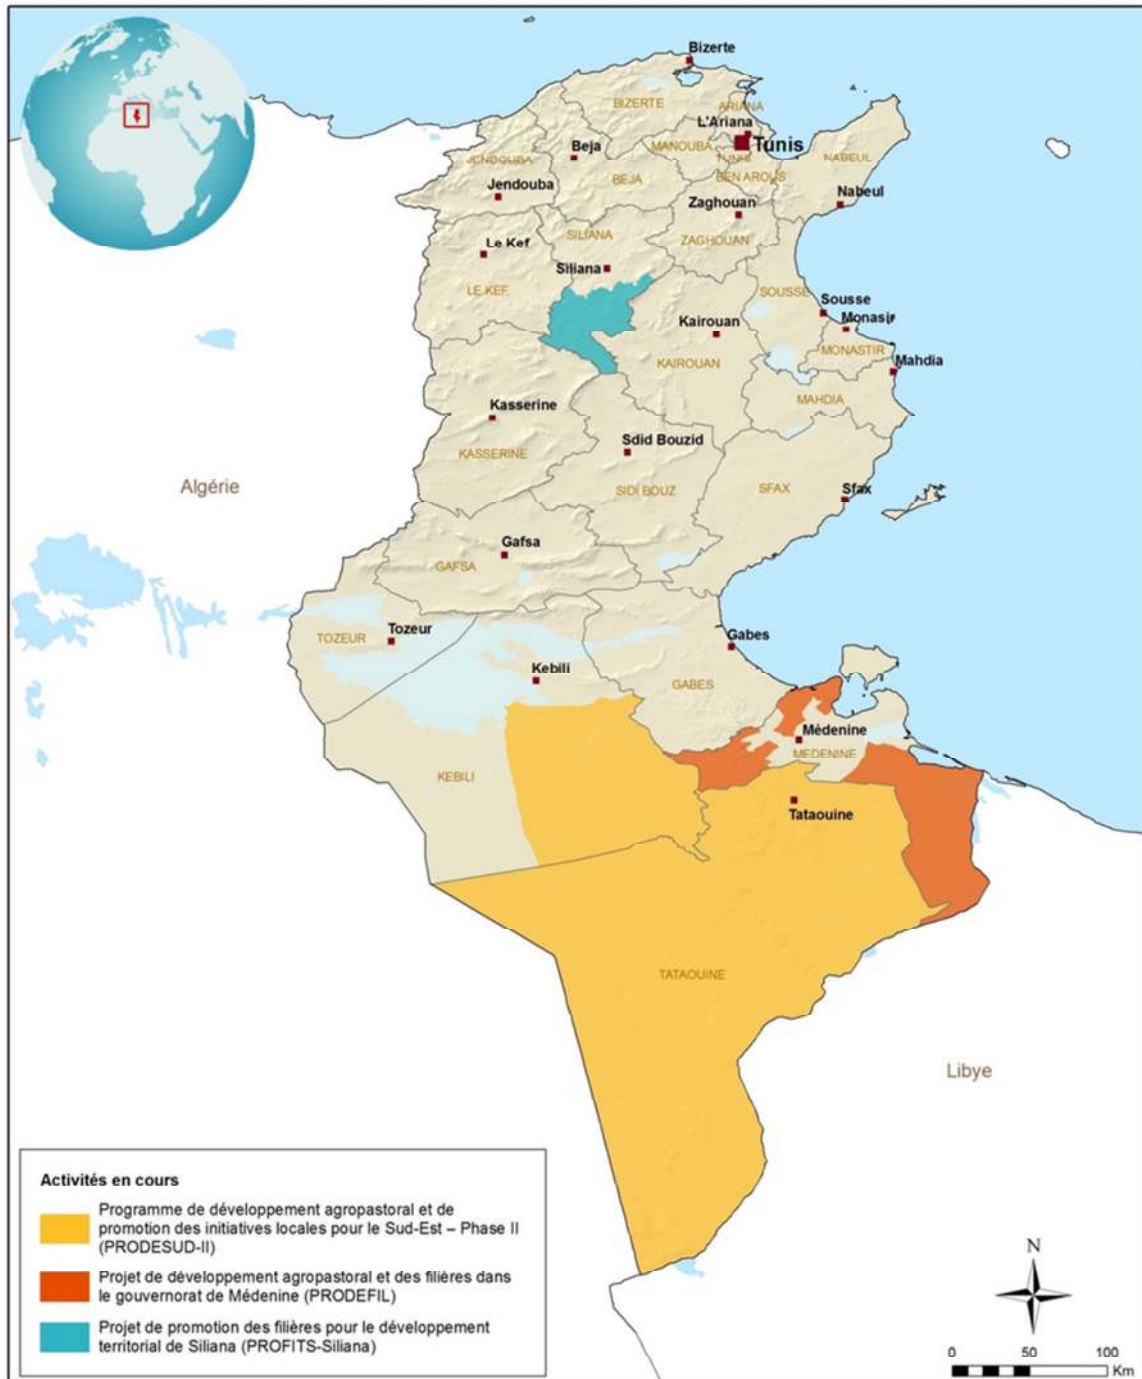 Bizerte
BIZERTE
ARIANA
L'Ariana
Tunis
MANOUBA
TUNIS
Beja
JENDOUBA
BEJA
BEN AROUS
NABEUL
Jendouba
Nabeul
Zaghouan
SILIANA
ZAGHOUAN
Le Kef
Siliana
LE KEF
SOUSSE
Sousse
Monasir
Kairouan
MONASTIR
KAIROUAN
Mahdia
MAHDIA
Kasserine
Sdid Bouzid
KASSERINE
Algérie
SIDI BOUZ
SFAX
Sfax
Gafsa
GAFSA
Tozeur
TOZEUR
Gabes
Kebili
GABES
Médenine
MEDENINE
KEBILI
Tataouine
TATAOUINE
Libye
Activités en cours
Programme de développement agropastoral et de
promotion des initiatives locales pour le Sud-Est – Phase II
(PRODESUD-II)
Projet de développement agropastoral et des filières dans
le gouvernorat de Médenine (PRODEFIL)
Projet de promotion des filières pour le développement
territorial de Siliana (PROFITS-Siliana)
N
0 50 100
Km